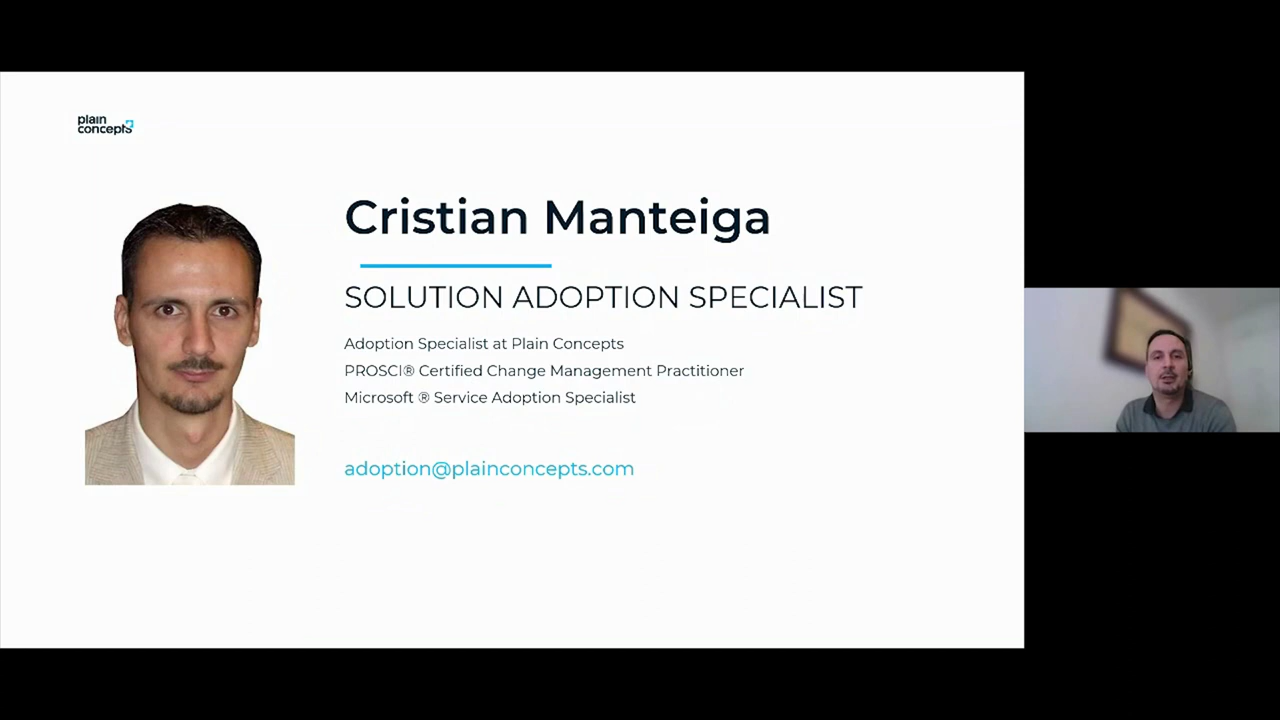 plain
concepts
Cristian Manteiga
SOLUTION ADOPTION SPECIALIST
Adoption Specialist at Plain Concepts
PROSCI® Certified Change Management Practitioner
Microsoft ® Service Adoption Specialist
adoption@plainconcepts.com